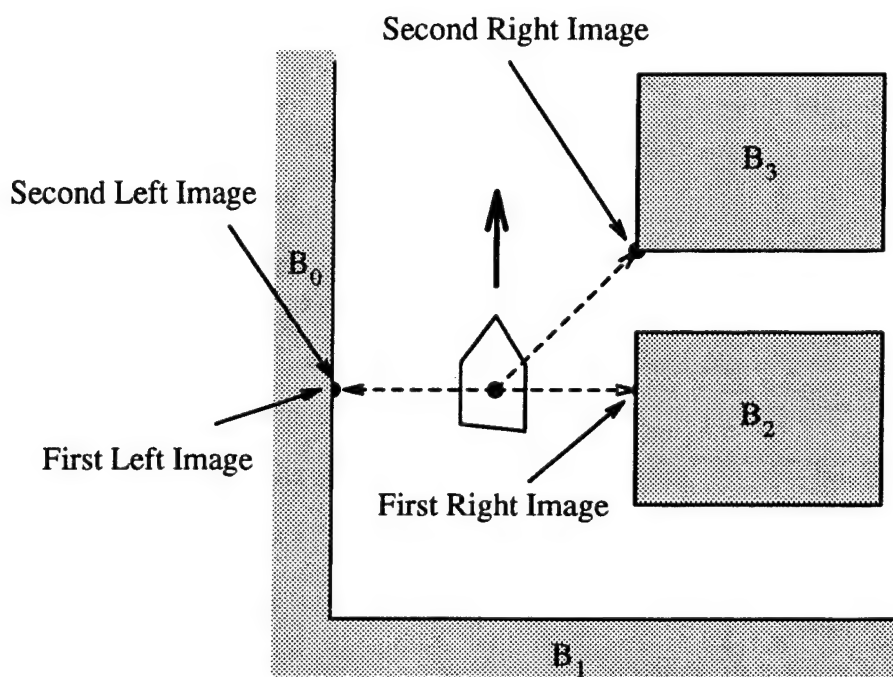 Second Right Image
B3
Second Left Image
B0
B2
First Left Image
First Right Image
B1